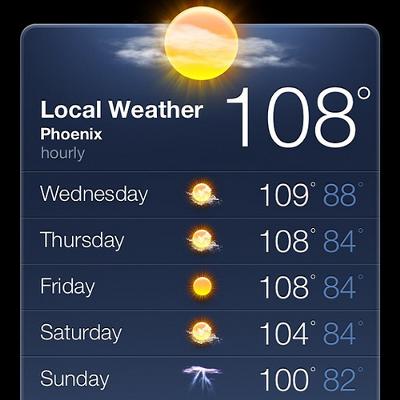 Local Weather
Phoenix
hourly
108°
Wednesday 109° 88°
Thursday 108° 84°
Friday 108° 84°
Saturday 104° 84°
Sunday 100° 82°